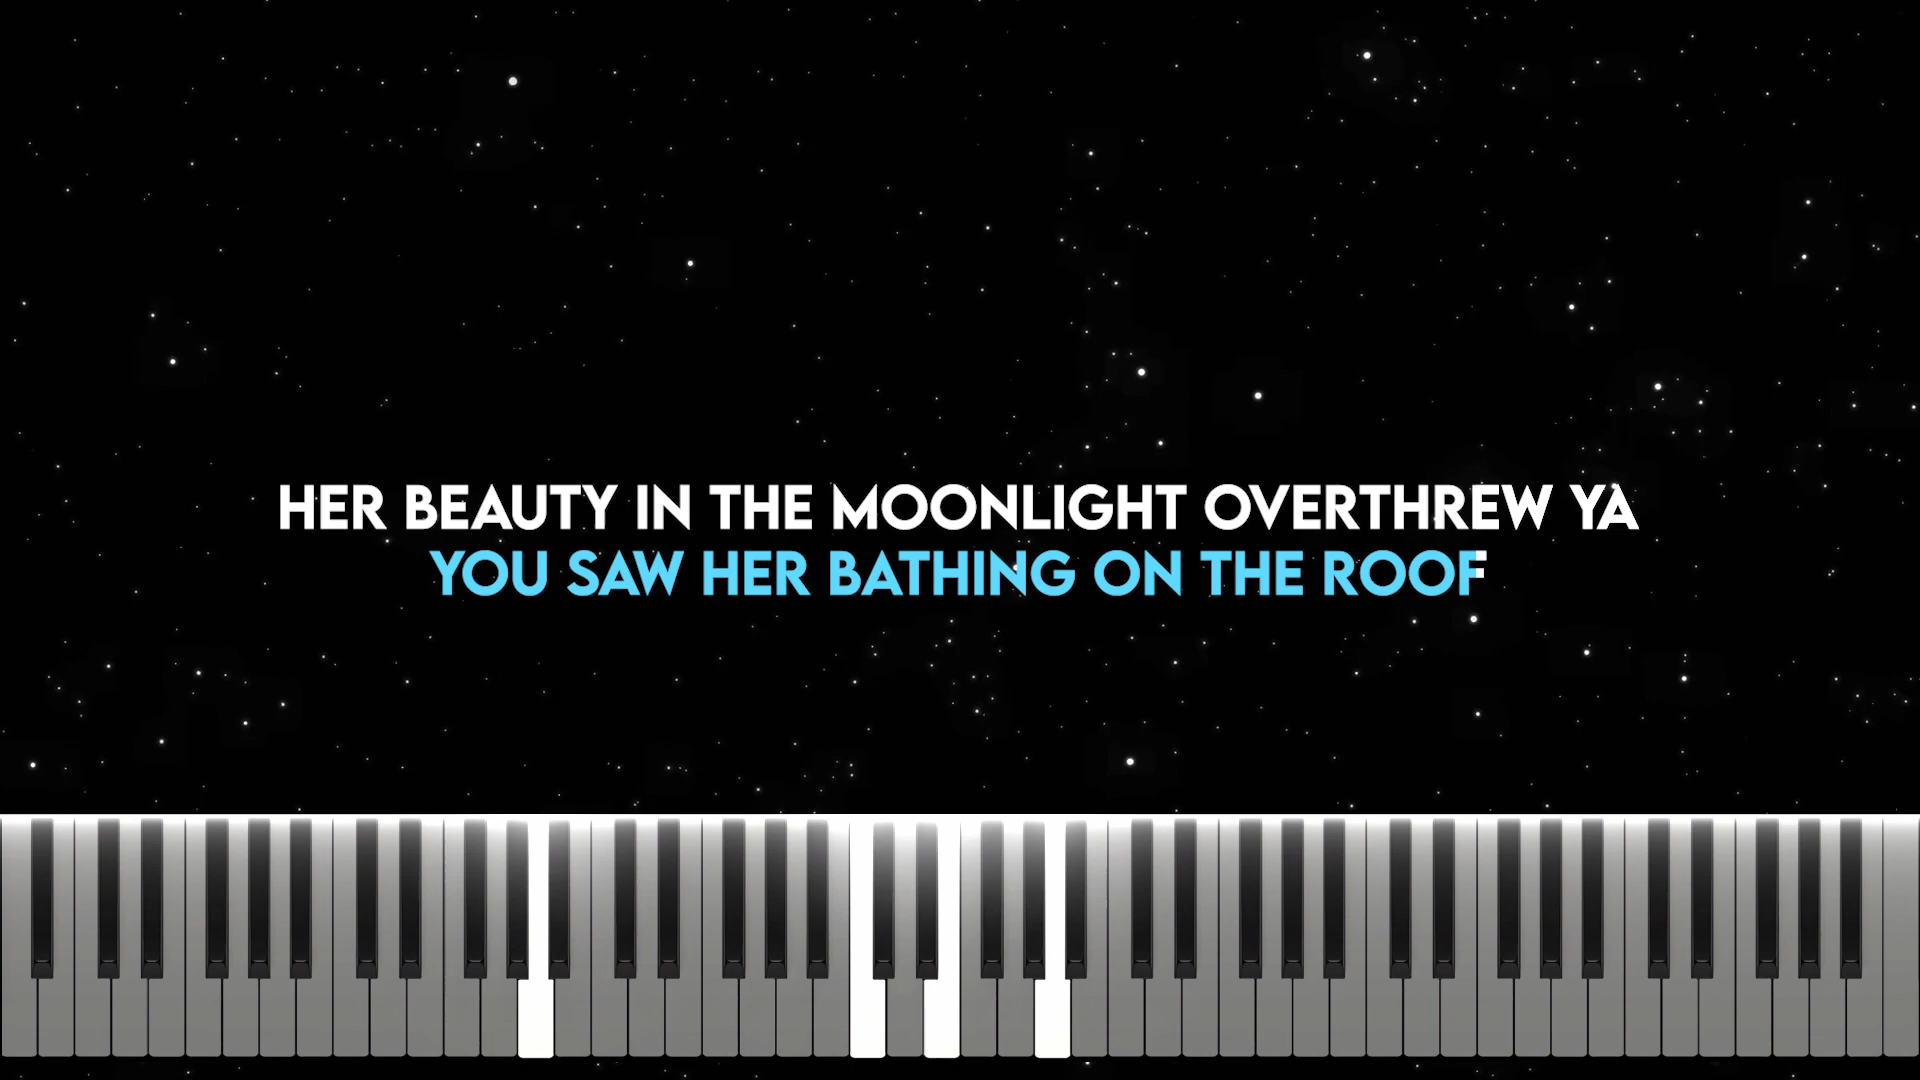 HER BEAUTY IN THE MOONLIGHT OVERTHREW YA
YOU SAW HER BATHING ON THE ROOF